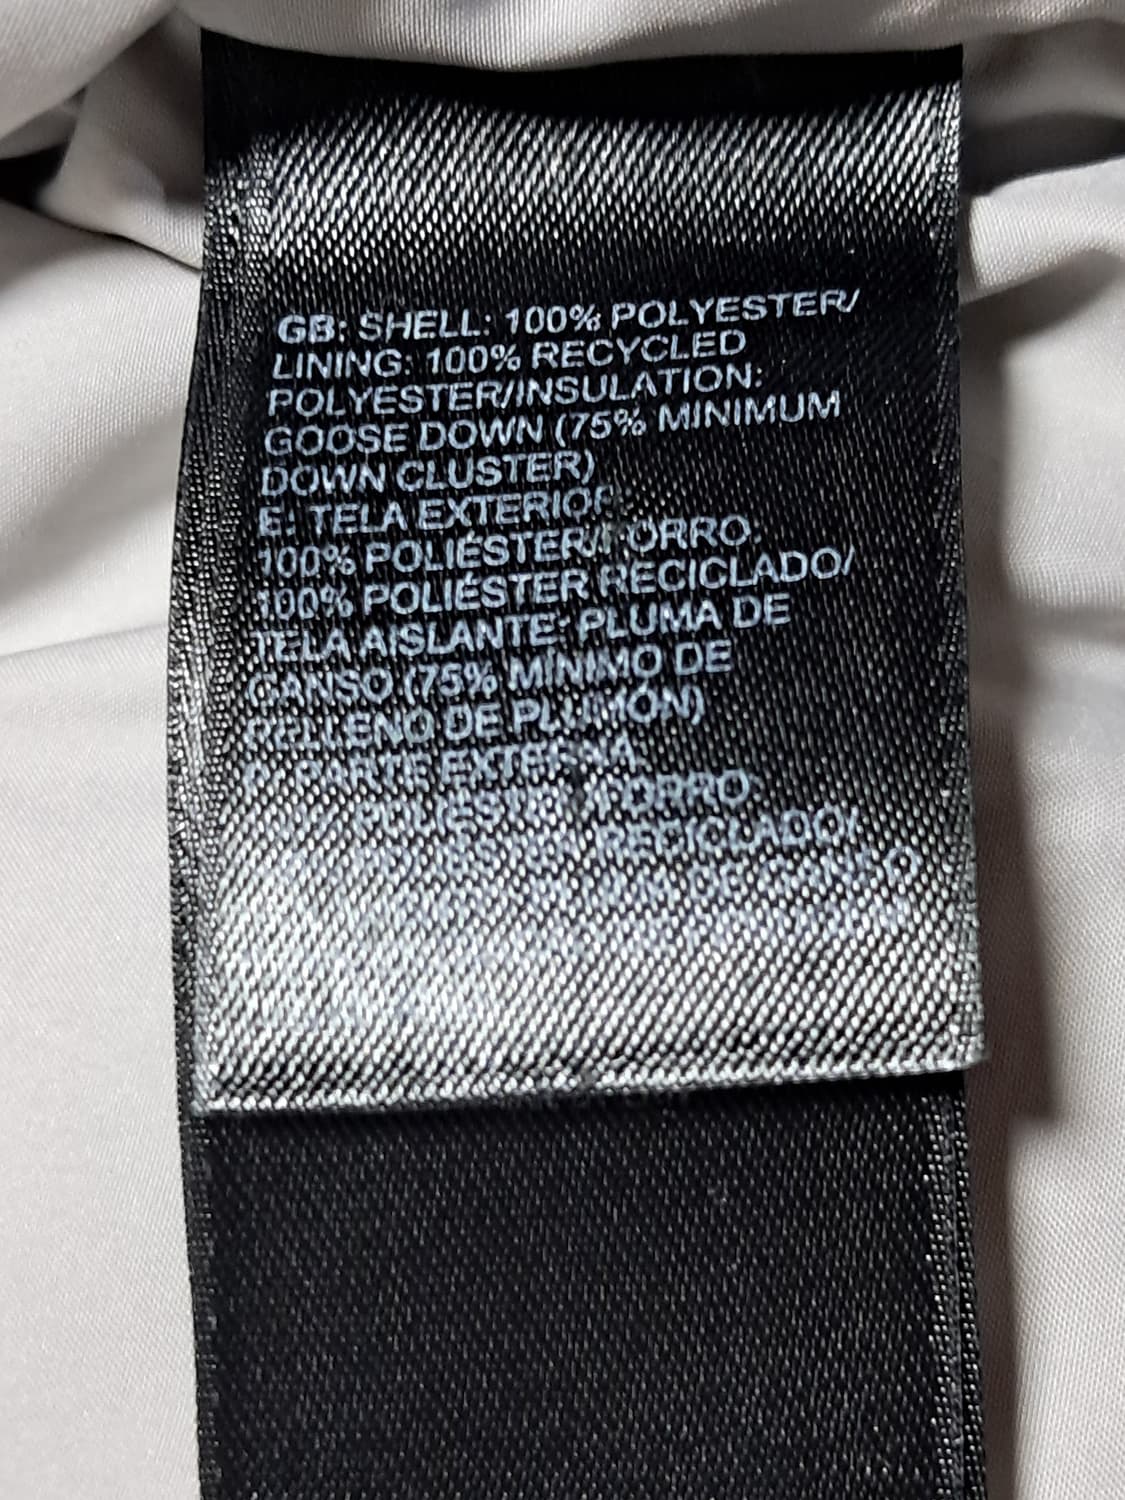 GB: SHELL: 100% POLYESTER/
LINING: 100% RECYCLED
POLYESTER/INSULATION:
GOOSE DOWN (75% MINIMUM
DOWN CLUSTER)
E: TELA EXTERIOR:
100% POLIÉSTER/FORRO:
100% POLIÉSTER RECICLADO/
TELA AISLANTE: PLUMA DE
GANSO (75% MÍNIMO DE
RELLENO DE PLUMÓN)
P: PARTE EXTERNA
POLIÉSTER/FORRO:
RECICLADO/